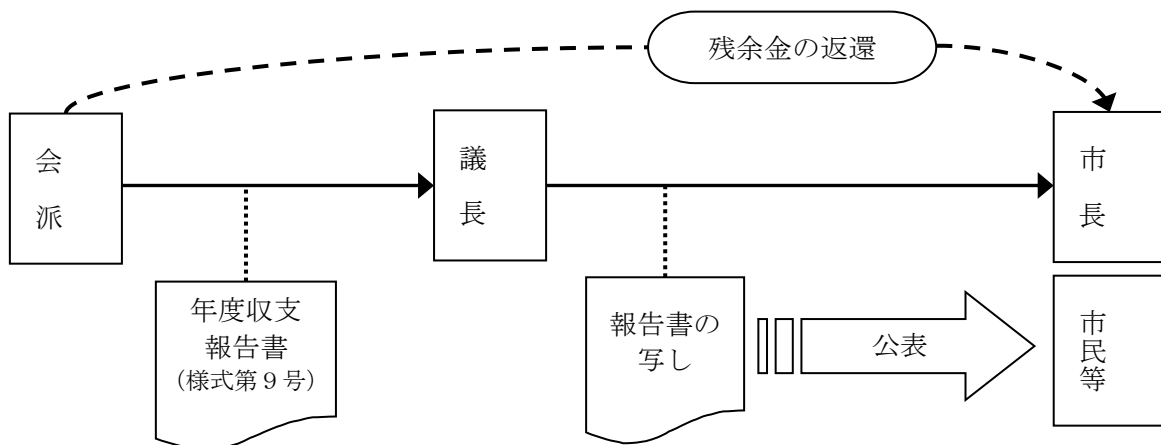 残余金の返還
会派
議長
市長
年度収支
報告書
(様式第９号)
報告書の
写し
公表
市民等